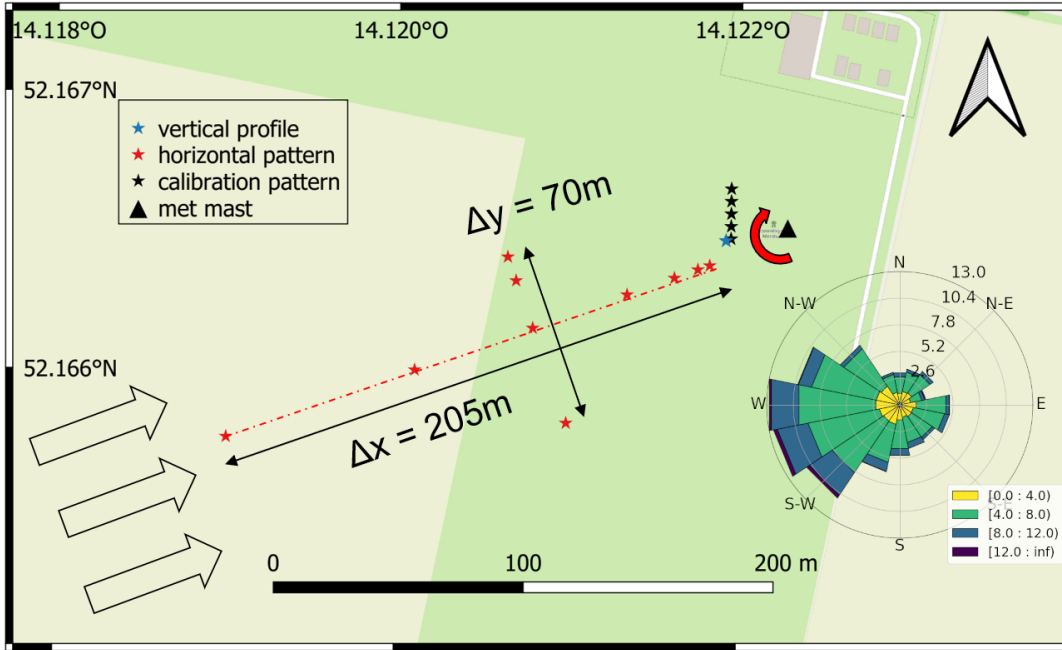 14.118°O
14.120°O
14.122°O
52.167°N
vertical profile
horizontal pattern
calibration pattern
met mast
Δy = 70m
52.166°N
Δx = 205m
N
13.0
10.4
N-E
N-W
7.8
5.2
2.6
W
E
S-W
S-E
S
[0.0 : 4.0)
[4.0 : 8.0)
[8.0 : 12.0)
[12.0 : inf)
0
100
200 m